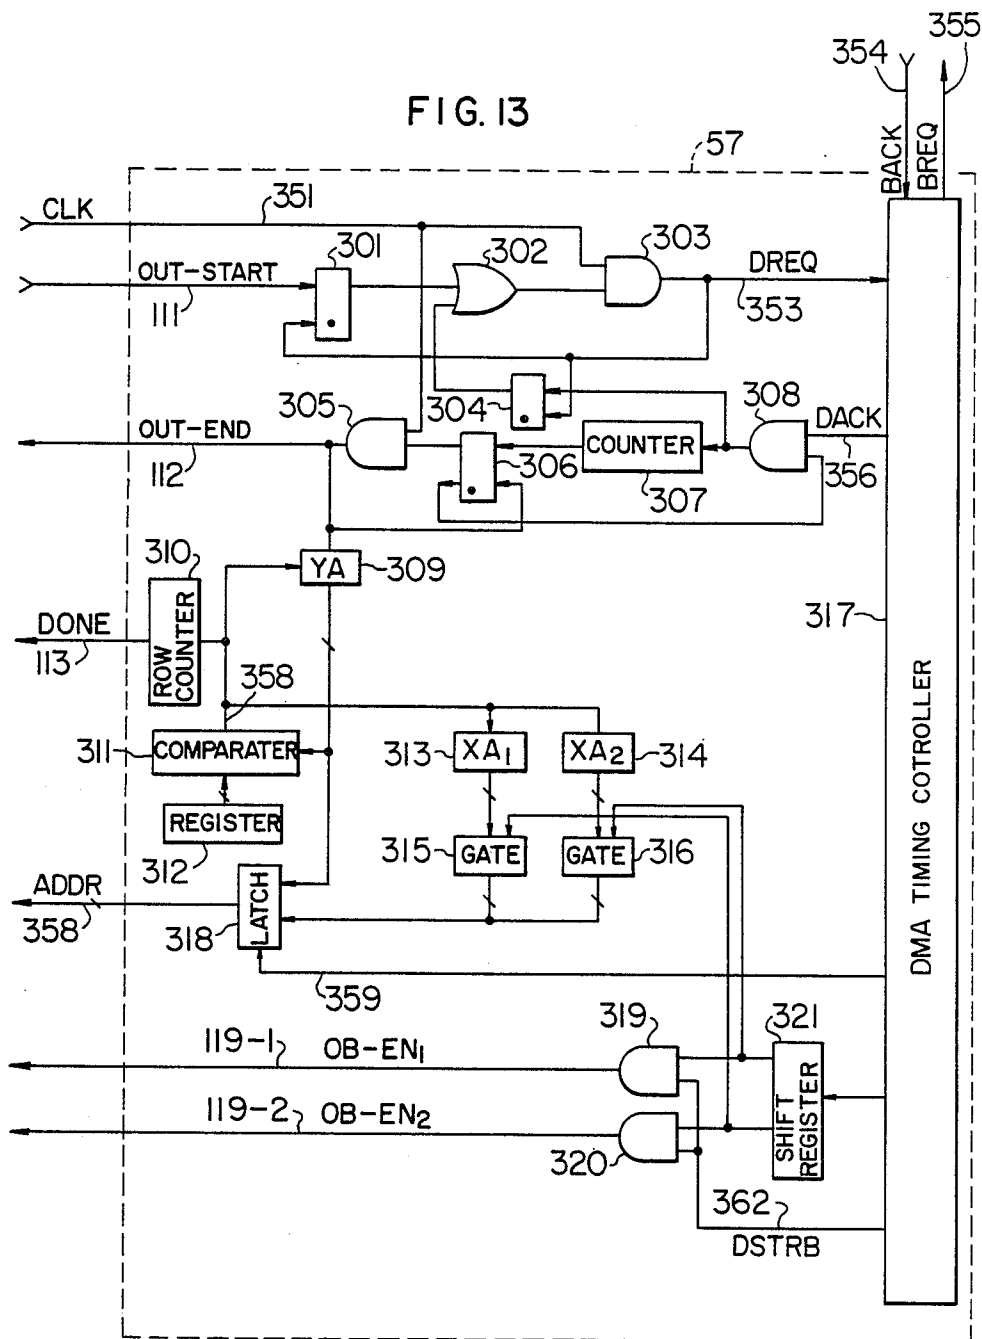 355
354
FIG. 13
57
BACK
BREQ
CLK
351
301
302
303
OUT-START
DREQ
111
353
304
308
305
DACK
OUT-END
COUNTER
306
356
112
307
310
YA
309
DONE
ROW COUNTER
317
113
358
DMA TIMING COTROLLER
311
COMPARATER
313
XA1
XA2
314
REGISTER
315
GATE
GATE
316
312
ADDR
LATCH
358
318
359
319
321
119-1
OB-EN1
SHIFT REGISTER
119-2
OB-EN2
320
362
DSTRB